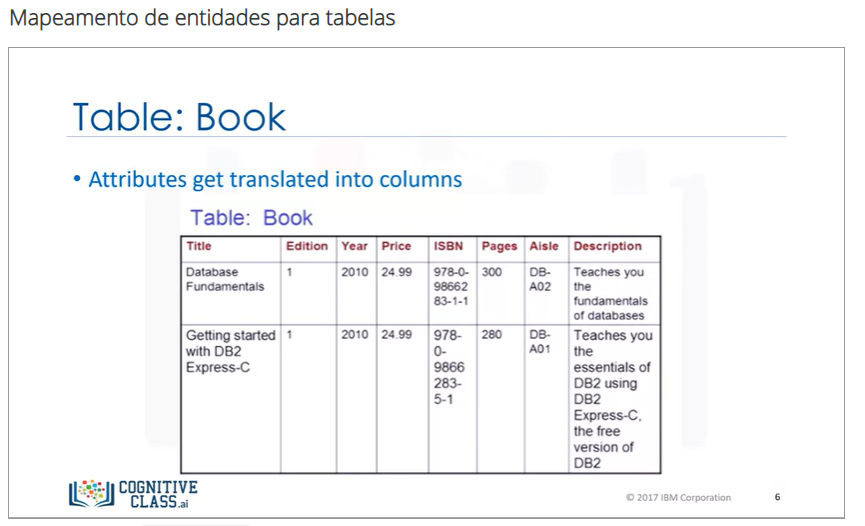 Mapeamento de entidades para tabelas
Table: Book
• Attributes get translated into columns
Table: Book
Title Edition Year Price ISBN Pages Aisle Description
Database Fundamentals 1 2010 24.99 978-0-9866283-1-1 300 DB-A02 Teaches you the fundamentals of databases
Getting started with DB2 Express-C 1 2010 24.99 978-0-9866283-5-1 280 DB-A01 Teaches you the essentials of DB2 using DB2 Express-C, the free version of DB2
COGNITIVE
CLASS.ai
© 2017 IBM Corporation 6